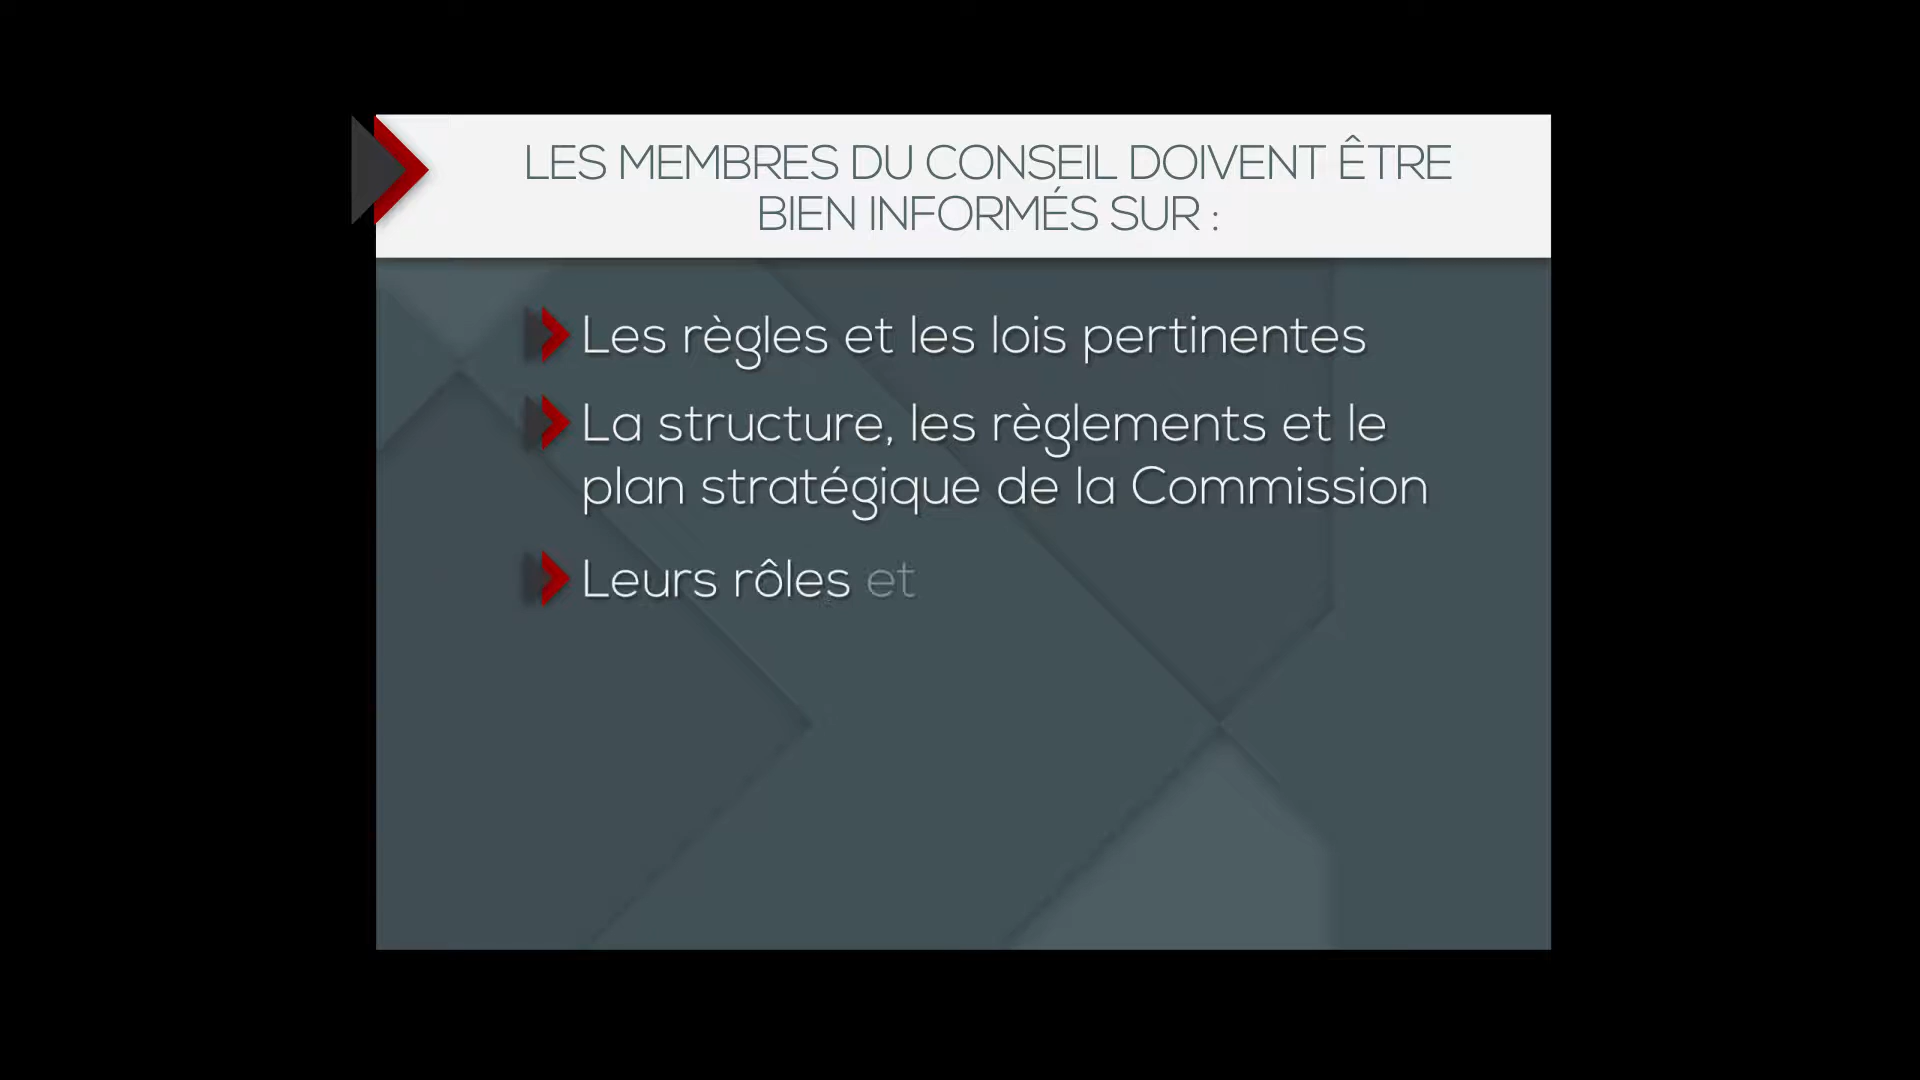 LES MEMBRES DU CONSEIL DOIVENT ÊTRE
BIEN INFORMÉS SUR :
Les règles et les lois pertinentes
La structure, les règlements et le
plan stratégique de la Commission
Leurs rôles et